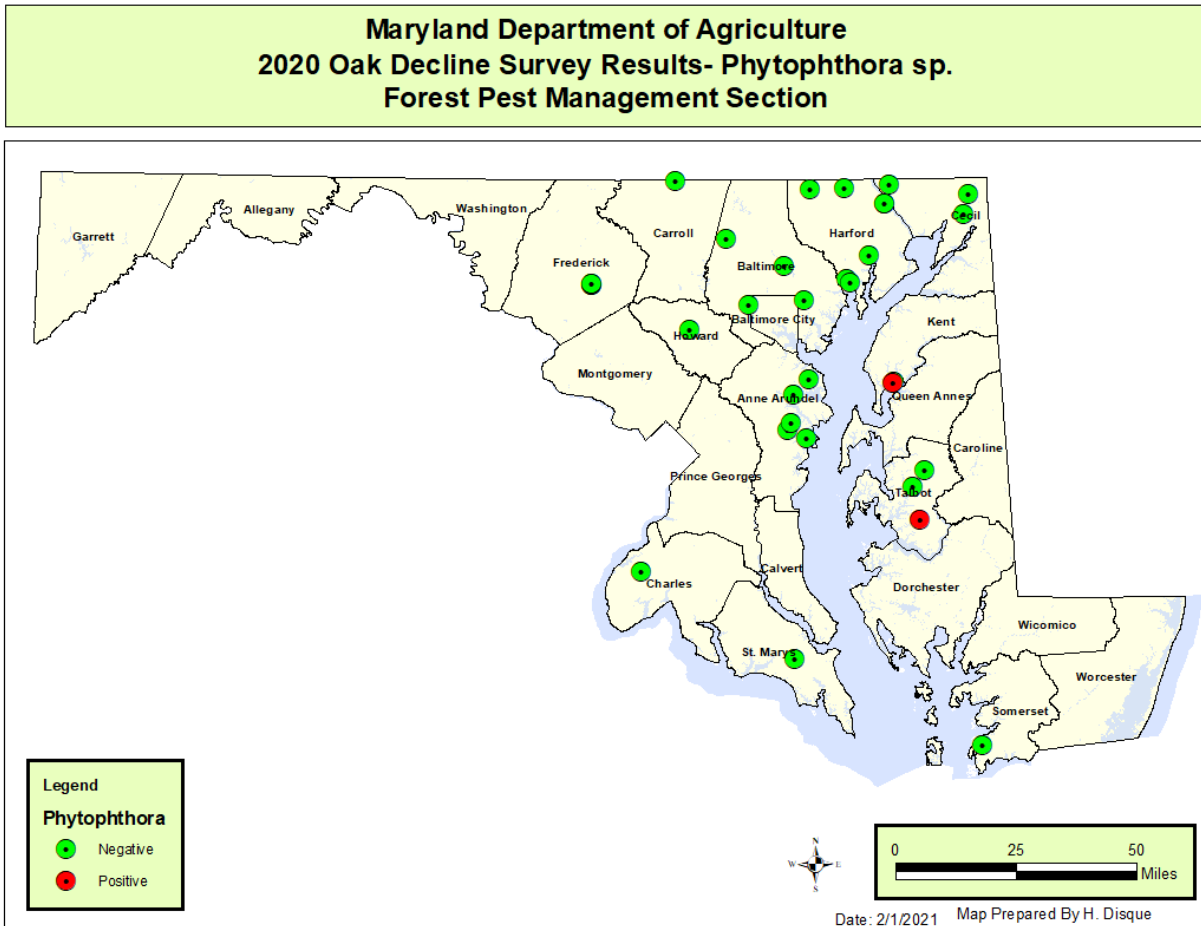 Maryland Department of Agriculture
2020 Oak Decline Survey Results- Phytophthora sp.
Forest Pest Management Section
Garrett
Allegany
Washington
Frederick
Carroll
Baltimore
Harford
Cecil
Baltimore City
Howard
Kent
Montgomery
Anne Arundel
Queen Annes
Caroline
Prince Georges
Talbot
Charles
Calvert
Dorchester
Wicomico
St. Marys
Worcester
Somerset
Legend
Phytophthora
Negative
Positive
N
W E
S
0 25 50
Miles
Date: 2/1/2021 Map Prepared By H. Disque